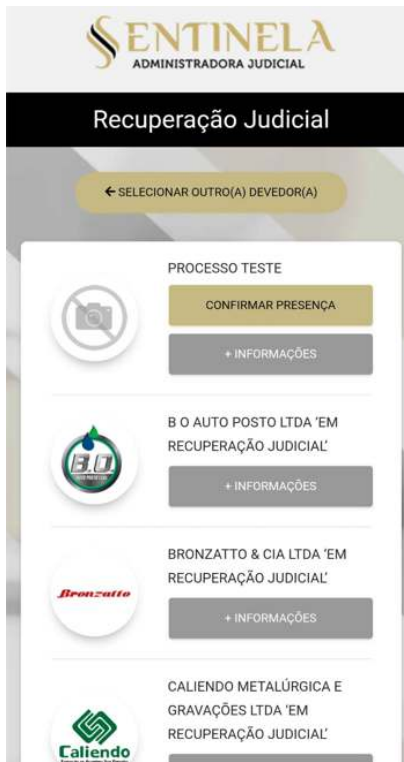 SENTINELA
ADMINISTRADORA JUDICIAL
Recuperação Judicial
← SELECIONAR OUTRO(A) DEVEDOR(A)
PROCESSO TESTE
CONFIRMAR PRESENÇA
+ INFORMAÇÕES
B.O.
B O AUTO POSTO LTDA 'EM
RECUPERAÇÃO JUDICIAL'
+ INFORMAÇÕES
Bronzatto
BRONZATTO & CIA LTDA 'EM
RECUPERAÇÃO JUDICIAL'
+ INFORMAÇÕES
Caliendo
CALIENDO METALÚRGICA E
GRAVAÇÕES LTDA 'EM
RECUPERAÇÃO JUDICIAL'